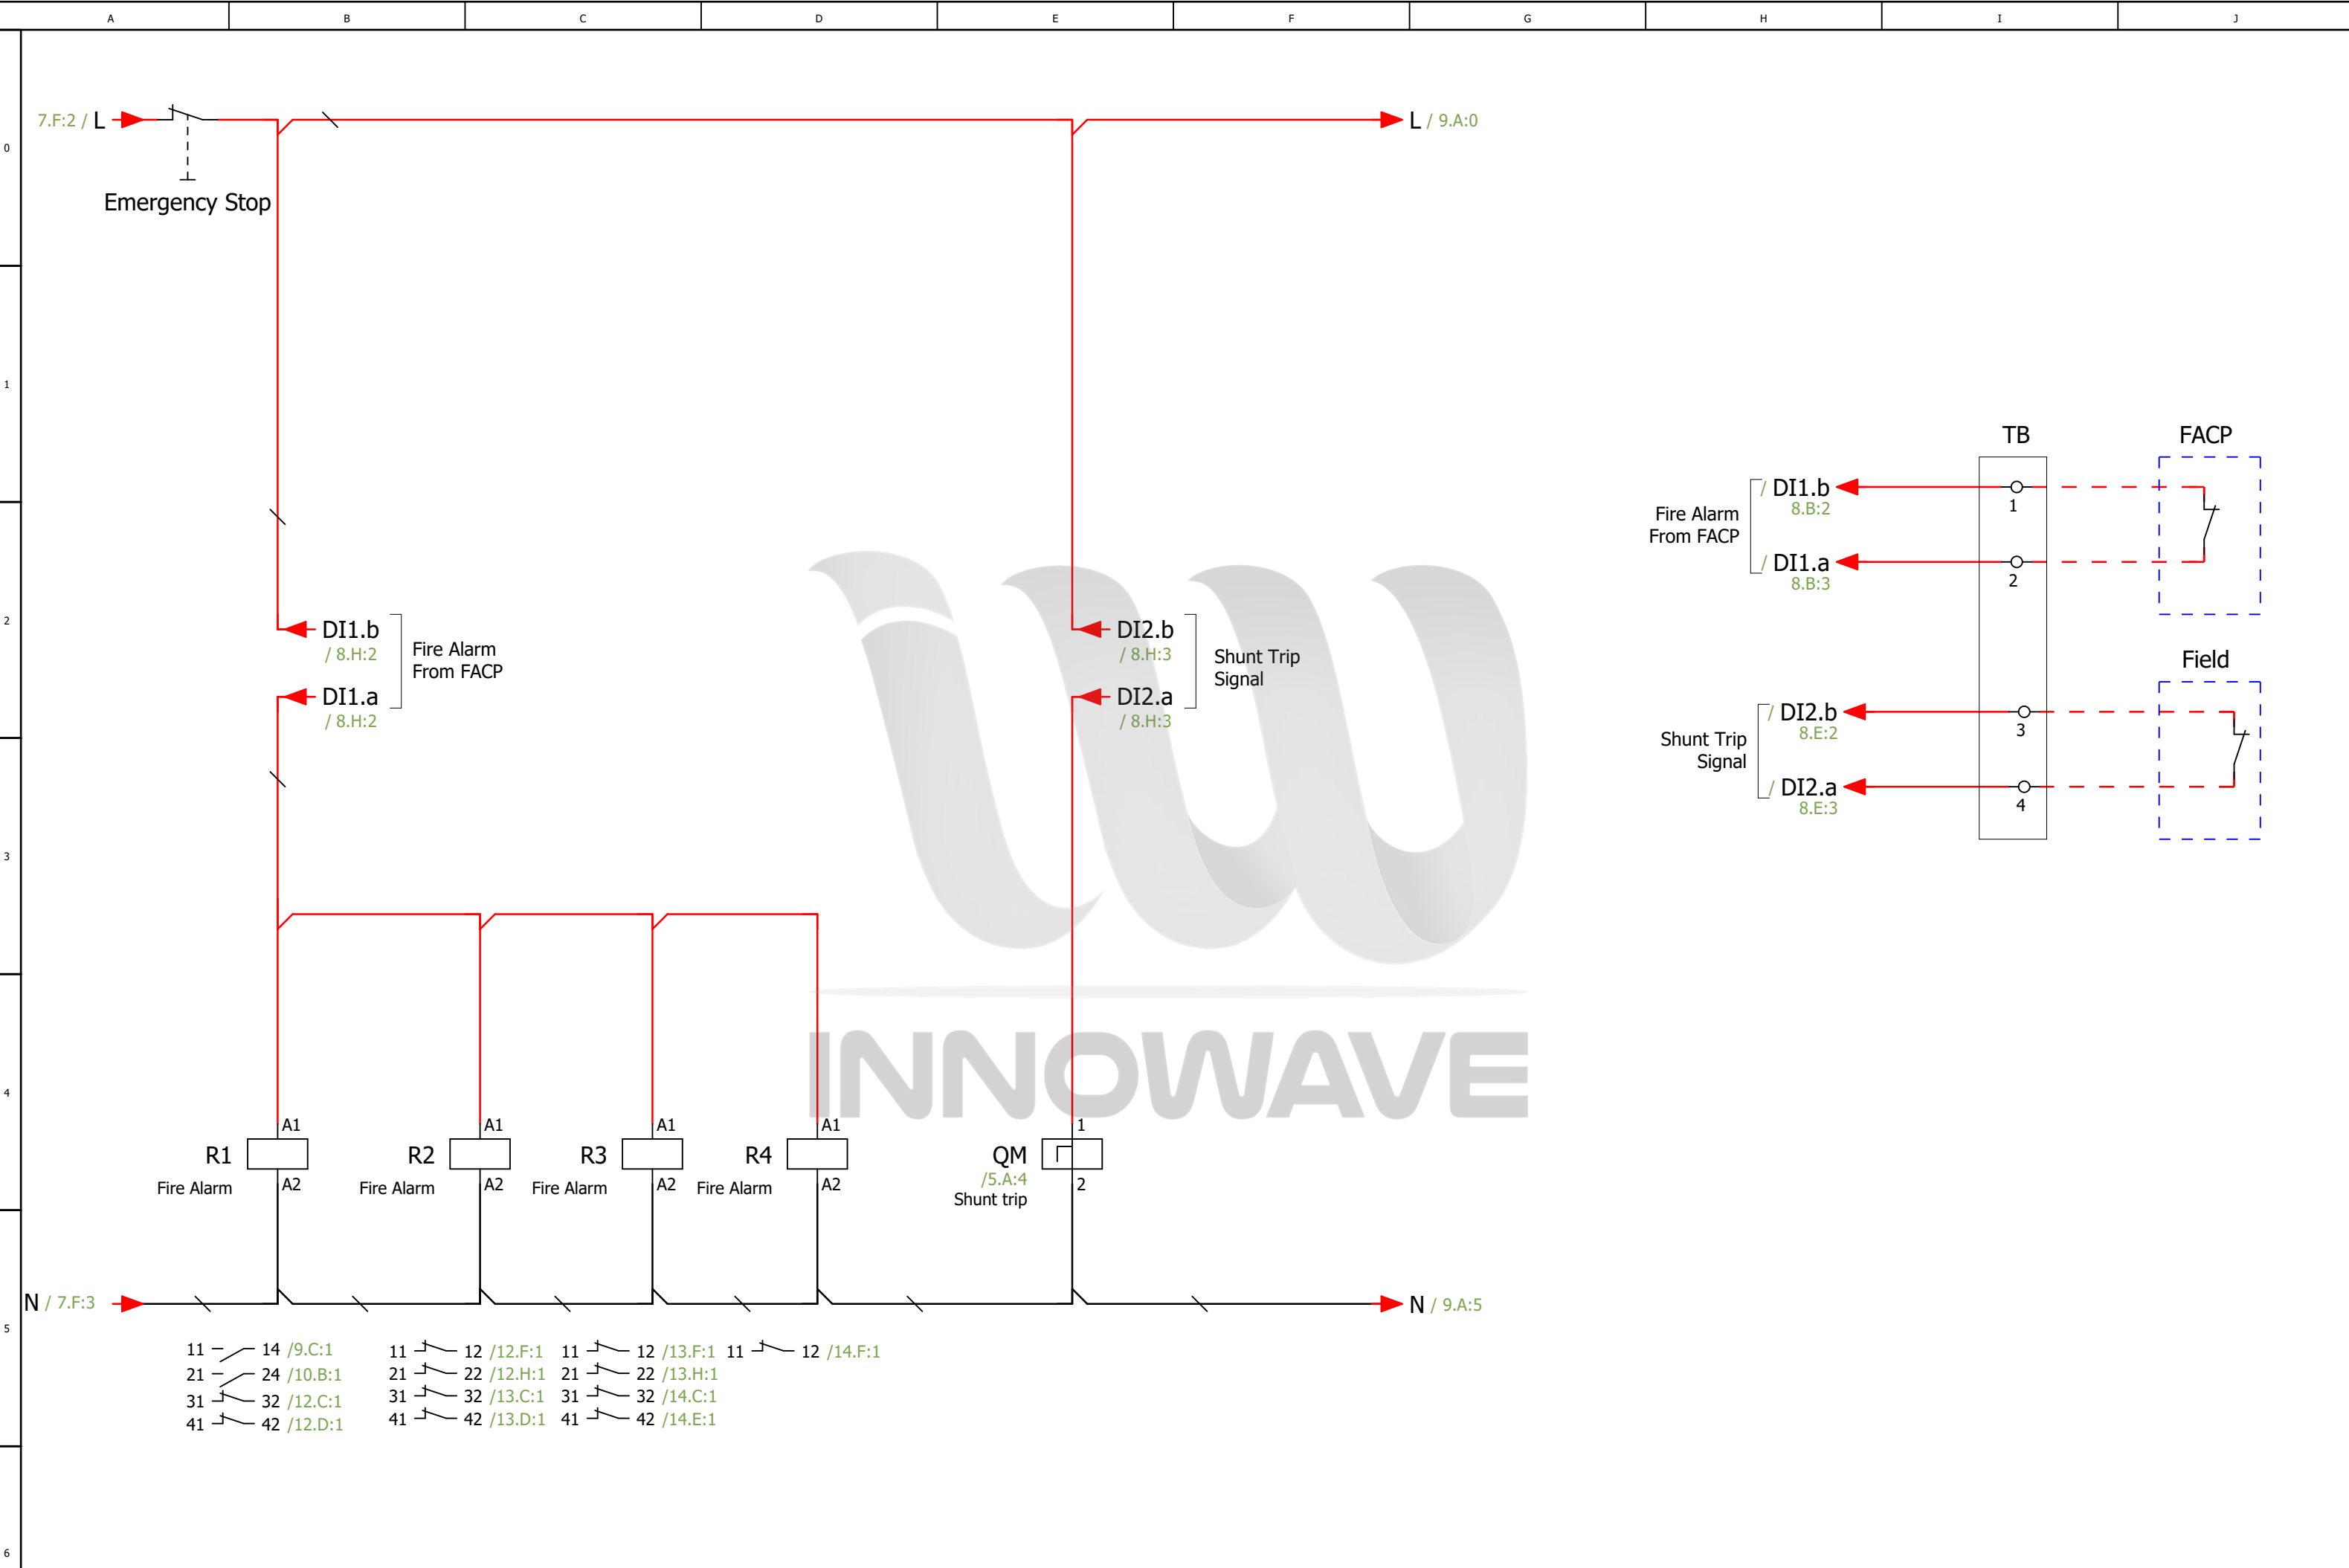 A B C D E F G H I J
0
1
2
3
4
5
6
7.F:2 / L
L / 9.A:0
Emergency Stop
DI1.b
/ 8.H:2
DI1.a
/ 8.H:2
Fire Alarm
From FACP
DI2.b
/ 8.H:3
DI2.a
/ 8.H:3
Shunt Trip
Signal
TB
FACP
Fire Alarm
From FACP
/ DI1.b
8.B:2
1
/ DI1.a
8.B:3
2
Field
Shunt Trip
Signal
/ DI2.b
8.E:2
3
/ DI2.a
8.E:3
4
INNOWAVE
A1
R1
A2
Fire Alarm
A1
R2
A2
Fire Alarm
A1
R3
A2
Fire Alarm
A1
R4
A2
Fire Alarm
1
QM
/5.A:4
2
Shunt trip
N / 7.F:3
N / 9.A:5
11 14 /9.C:1
21 24 /10.B:1
31 32 /12.C:1
41 42 /12.D:1
11 12 /12.F:1
21 22 /12.H:1
31 32 /13.C:1
41 42 /13.D:1
11 12 /13.F:1
21 22 /13.H:1
31 32 /14.C:1
41 42 /14.E:1
11 12 /14.F:1